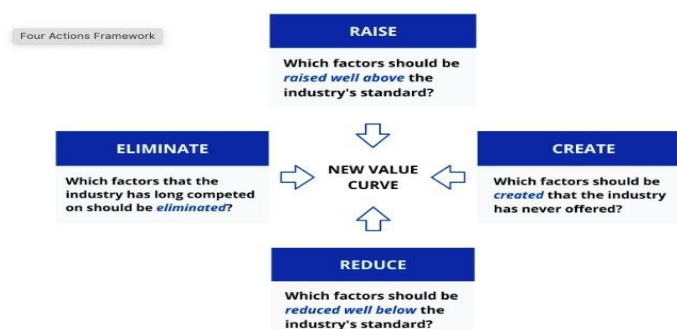 Four Actions Framework
RAISE
Which factors should be
raised well above the
industry's standard?
ELIMINATE
Which factors that the
industry has long competed
on should be eliminated?
NEW VALUE
CURVE
CREATE
Which factors should be
created that the industry
has never offered?
REDUCE
Which factors should be
reduced well below the
industry's standard?